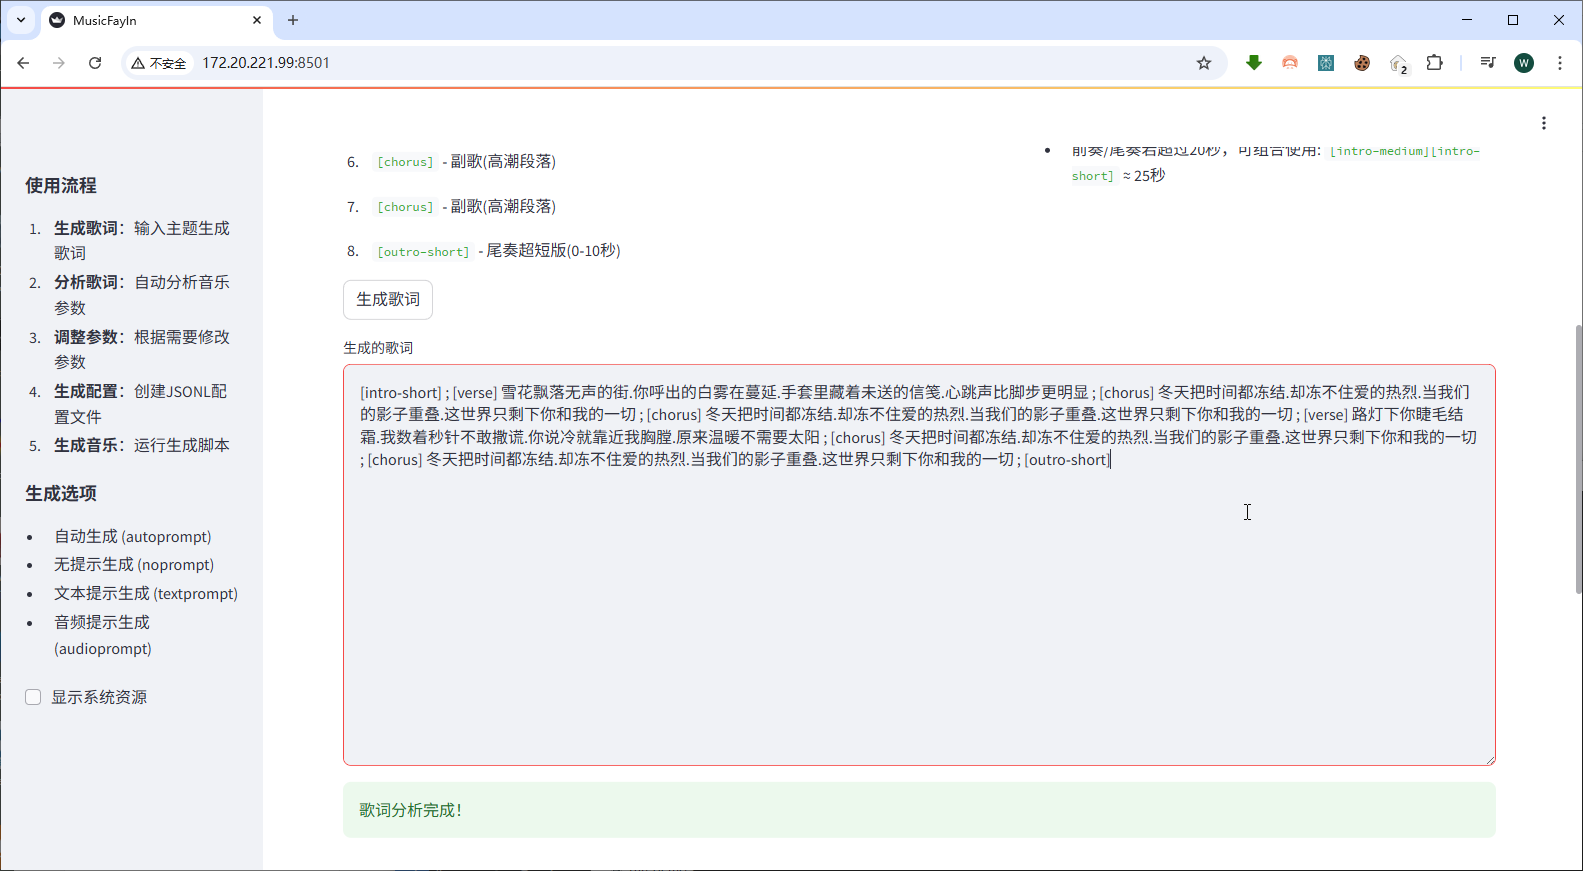 MusicFayIn
不安全
172.20.221.99:8501
2
W
使用流程
1. 生成歌词：输入主题生成
歌词
2. 分析歌词：自动分析音乐
参数
3. 调整参数：根据需要修改
参数
4. 生成配置：创建JSONL配
置文件
5. 生成音乐：运行生成脚本
生成选项
自动生成 (autoprompt)
无提示生成 (noprompt)
文本提示生成 (textprompt)
音频提示生成
(audioprompt)
显示系统资源
6. [chorus] - 副歌(高潮段落)
7. [chorus] - 副歌(高潮段落)
8. [outro-short] - 尾奏超短版(0-10秒)
前奏/尾奏若超过20秒，可组合使用: [intro-medium][intro-
short] ≈ 25秒
生成歌词
生成的歌词
[intro-short] ; [verse] 雪花飘落无声的街.你呼出的白雾在蔓延.手套里藏着未送的信笺.心跳声比脚步更明显 ; [chorus] 冬天把时间都冻结.却冻不住爱的热烈.当我们
的影子重叠.这世界只剩下你和我的一切 ; [chorus] 冬天把时间都冻结.却冻不住爱的热烈.当我们的影子重叠.这世界只剩下你和我的一切 ; [verse] 路灯下你睫毛结
霜.我数着秒针不敢撒谎.你说冷就靠近我胸膛.原来温暖不需要太阳 ; [chorus] 冬天把时间都冻结.却冻不住爱的热烈.当我们的影子重叠.这世界只剩下你和我的一切
; [chorus] 冬天把时间都冻结.却冻不住爱的热烈.当我们的影子重叠.这世界只剩下你和我的一切 ; [outro-short]
歌词分析完成！